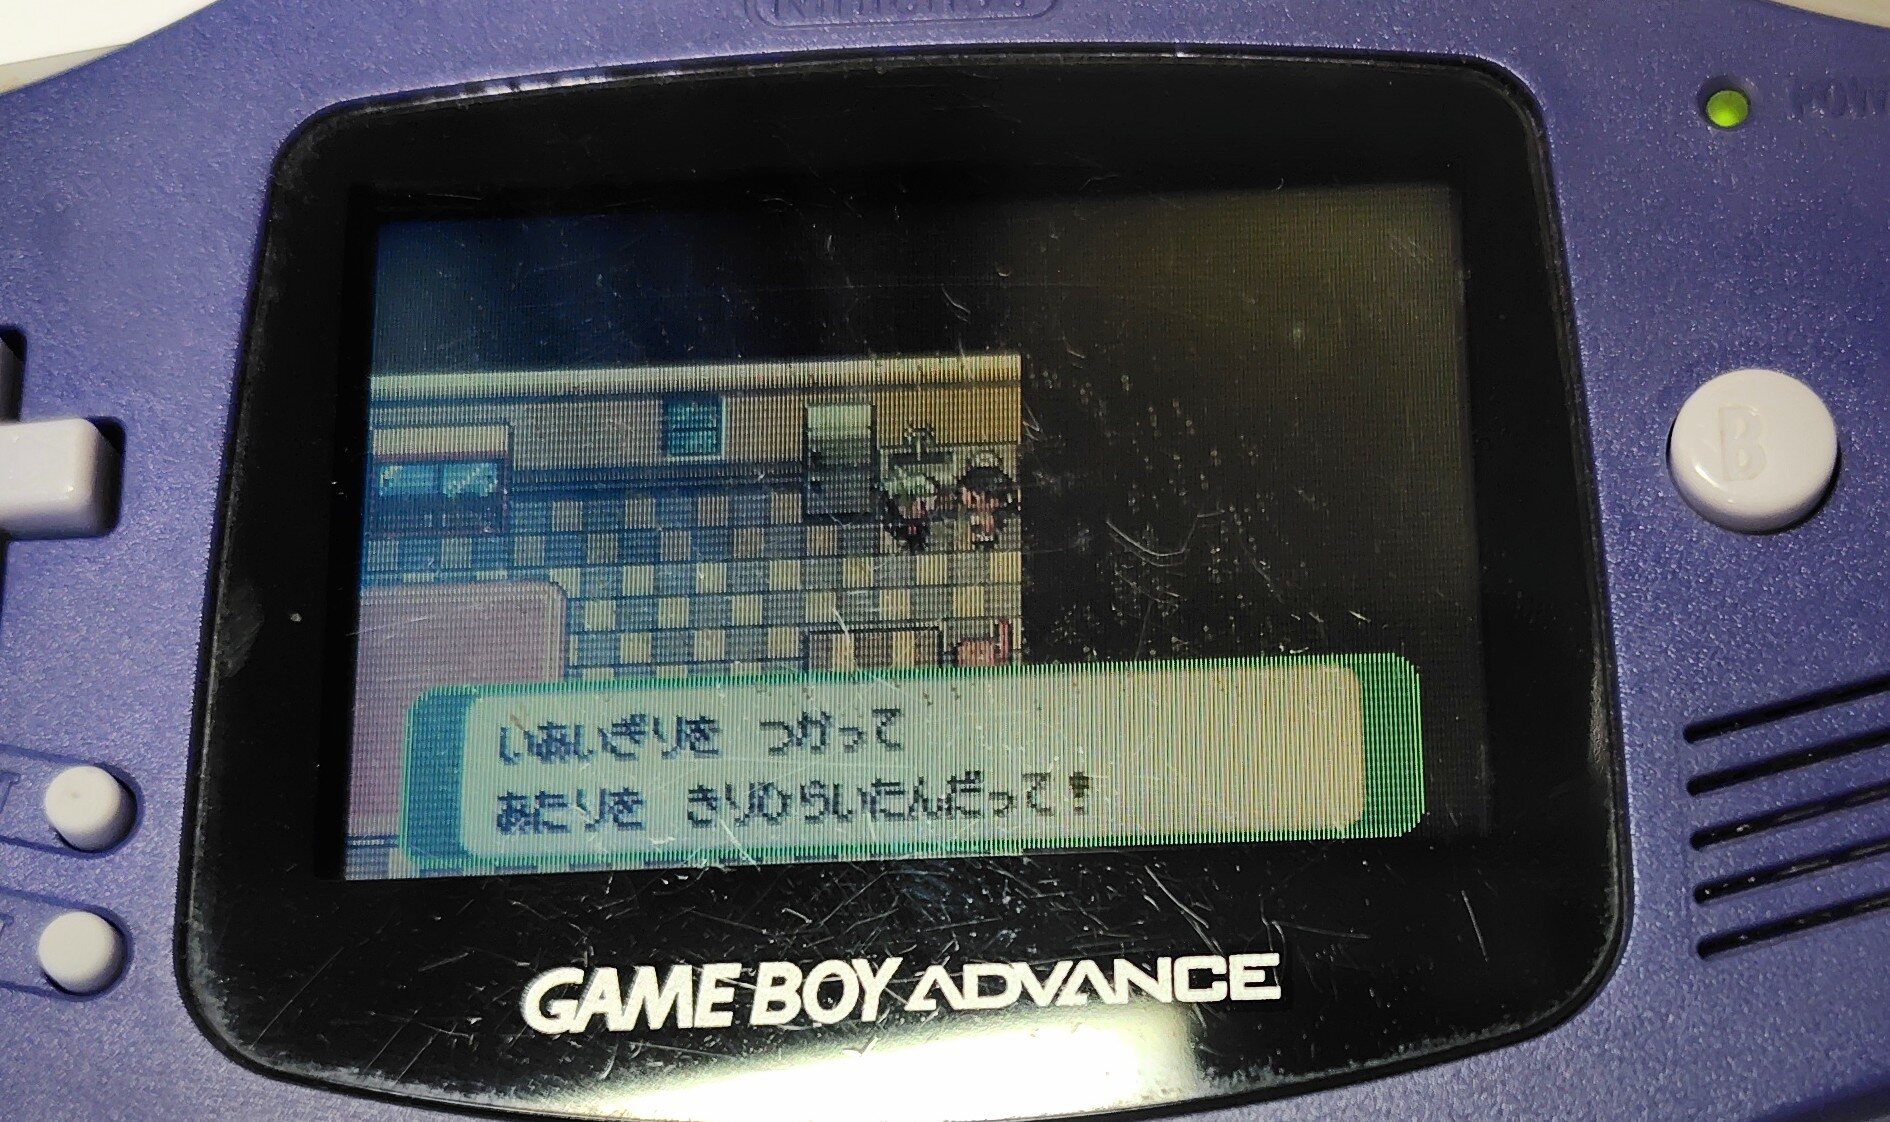 Nintendo
POW
B
いあいぎりを つかって
あたりを きりひらいたんだって!
GAME BOY ADVANCE